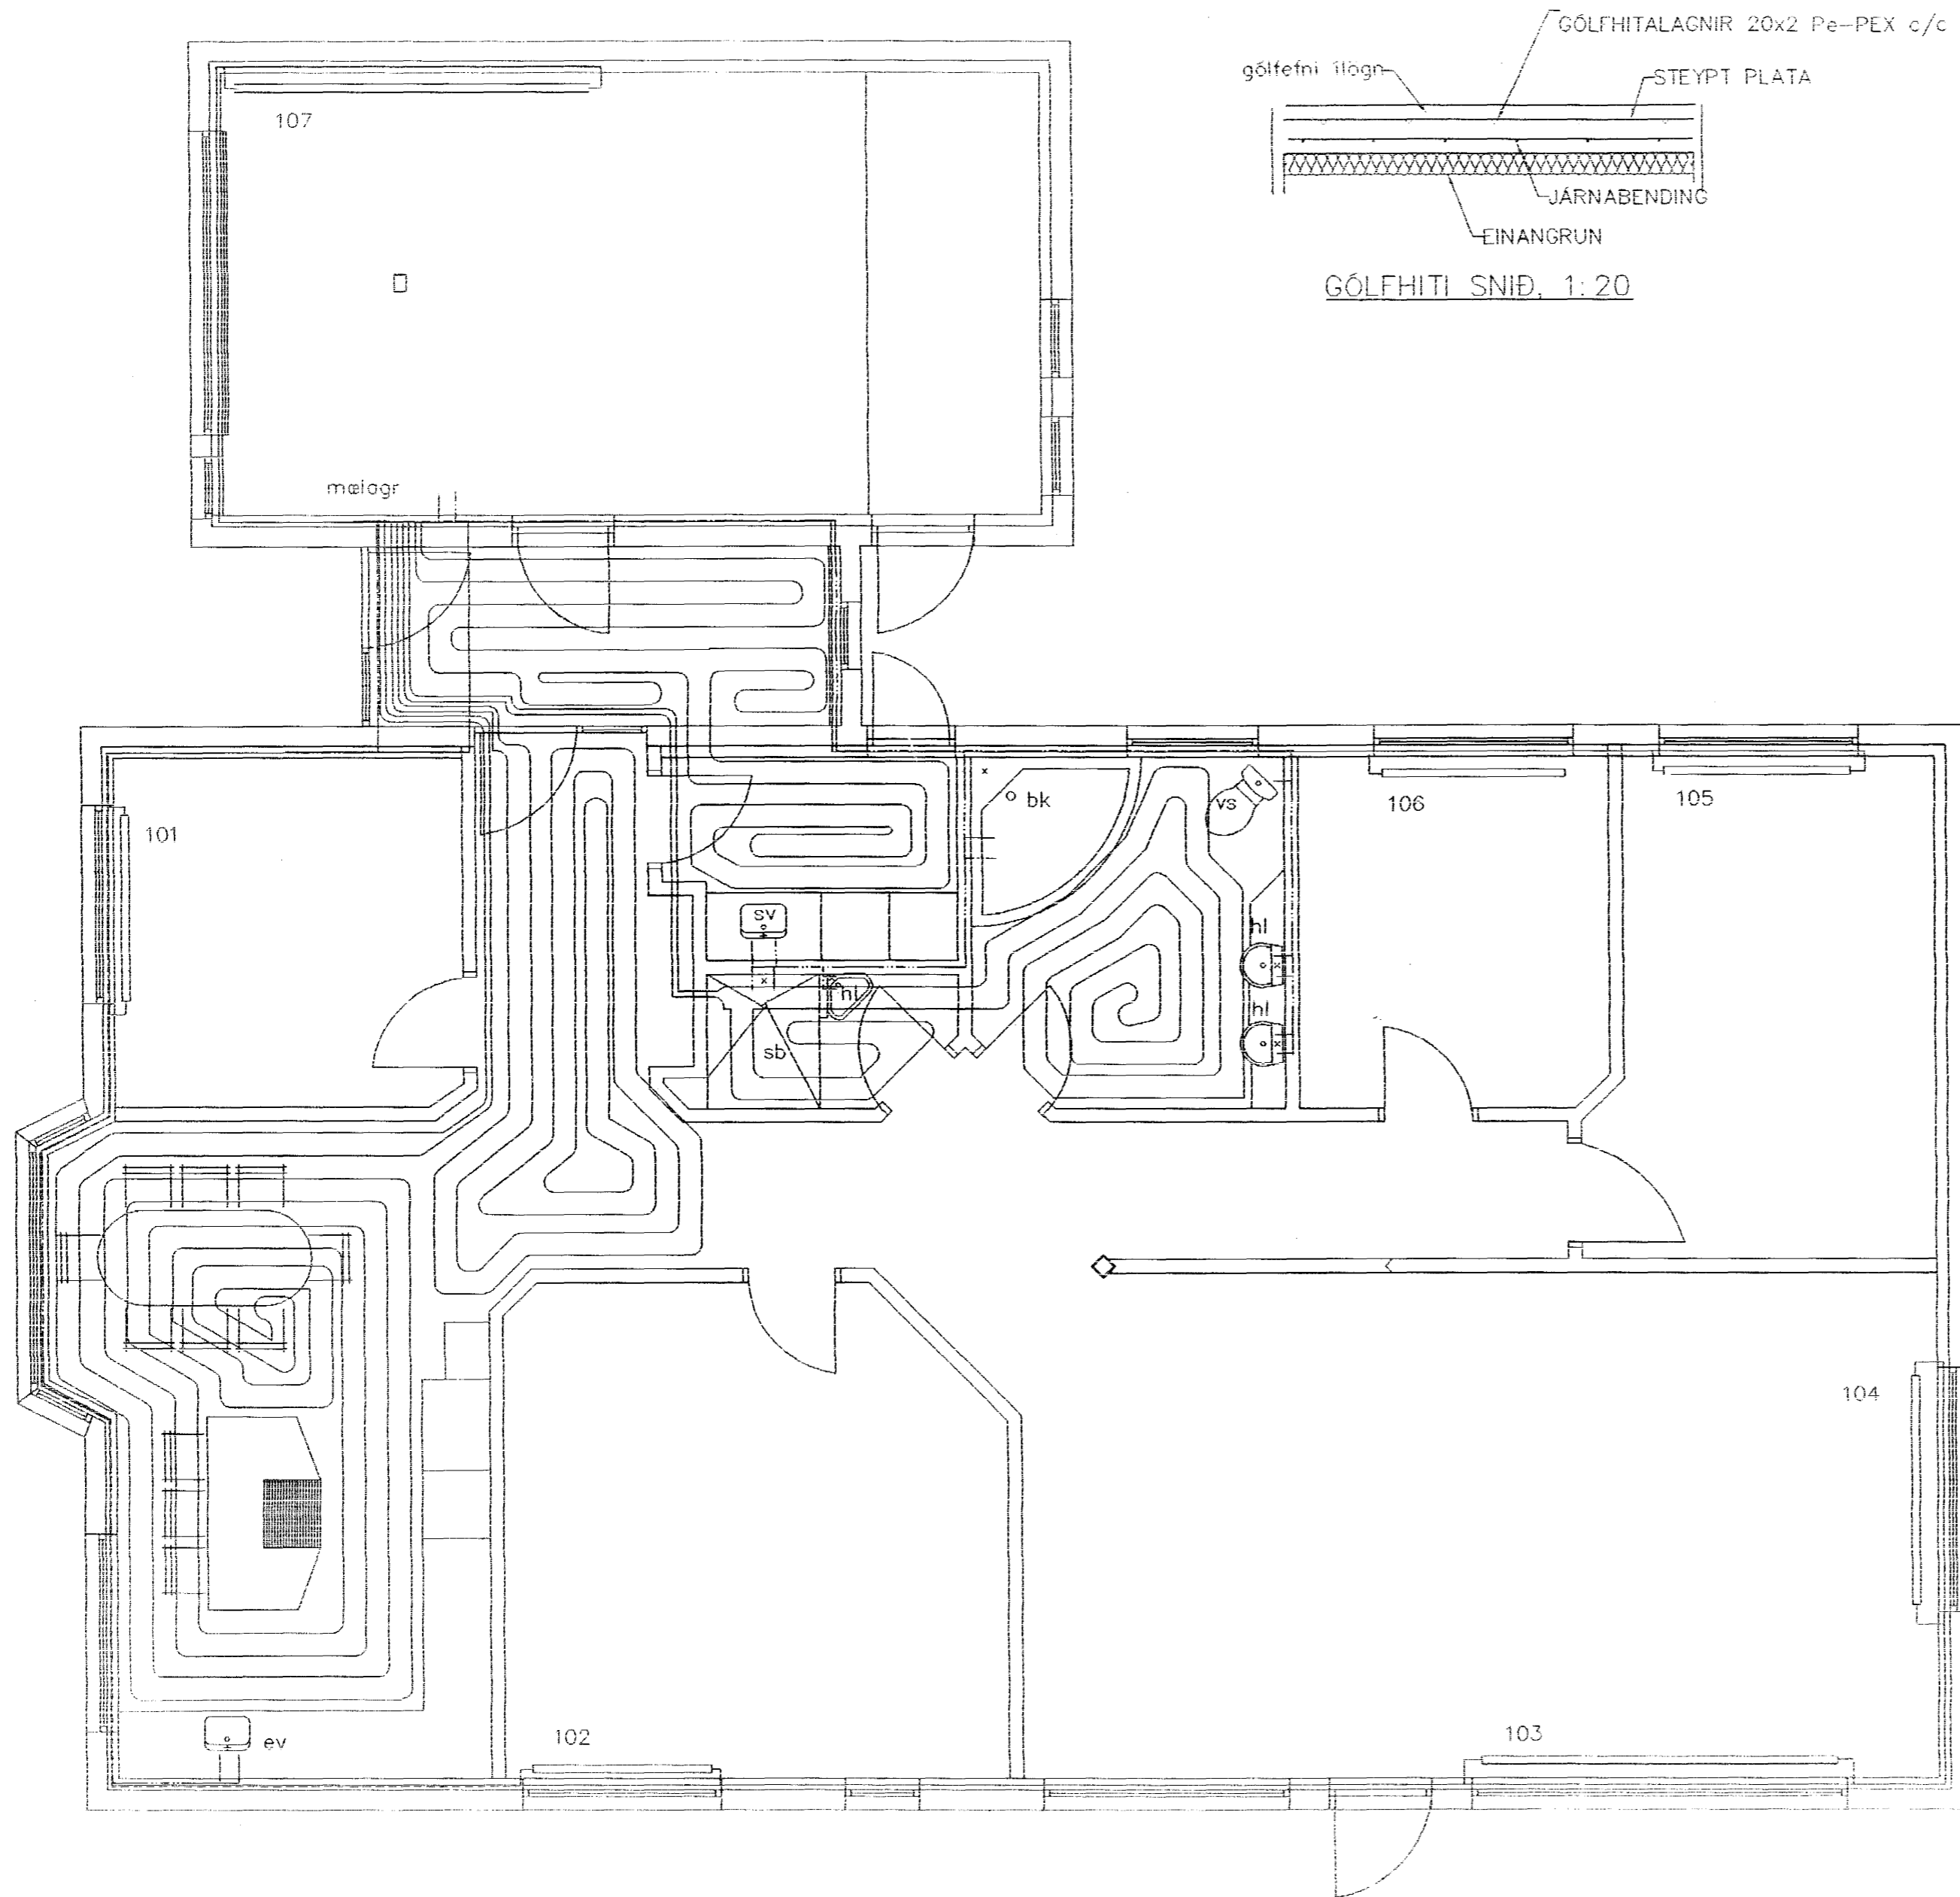 GÓLFHITALAGNIR 20x2 Pe-PEX c/c
gólfefni ílögn
STEYPT PLATA
JÁRNABENDING
EINANGRUN
GÓLFHITI SNIÐ, 1:20
107
mælagr
101
bk
vs
106
105
sv
hl
hl
hl
sb
104
ev
102
103